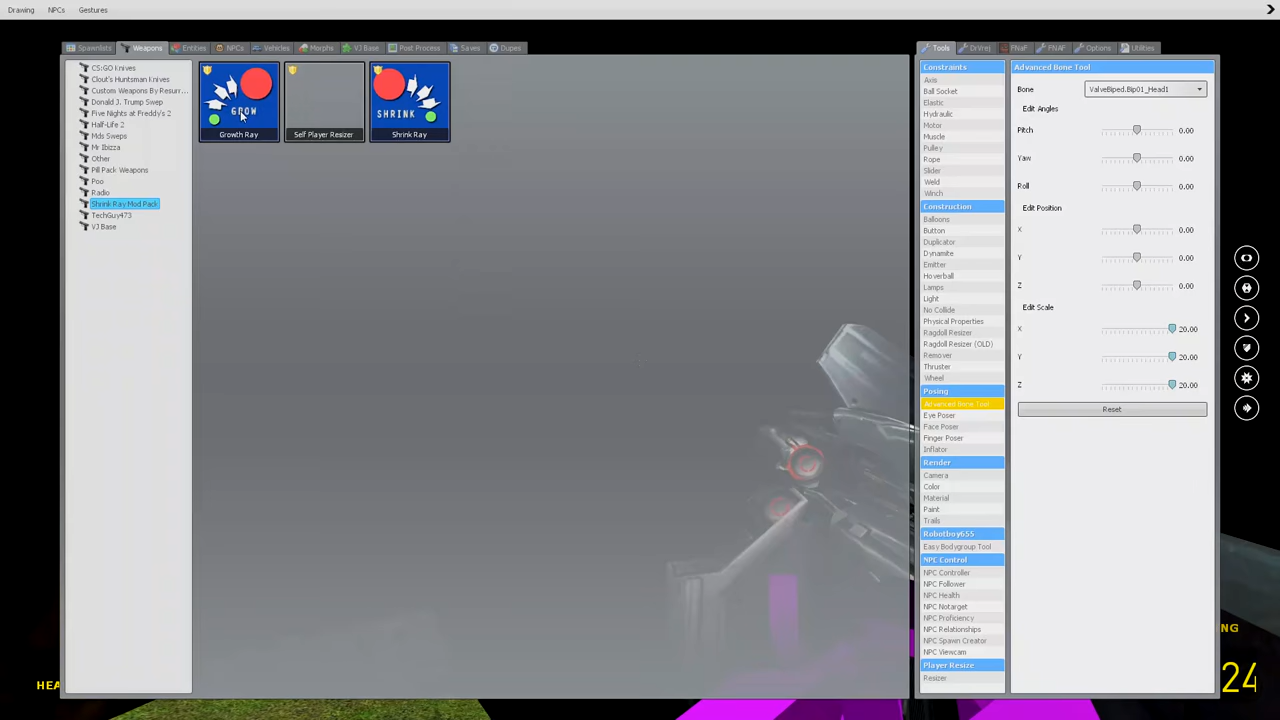 Drawing NPCs Gestures
Spawnlists Weapons Entities NPCs Vehicles Morphs VJ Base Post Process Saves Dupes
CS:GO Knives
Clout's Huntsman Knives
Custom Weapons By Resurr...
Donald J. Trump Swep
Five Nights at Freddy's 2
Half-Life 2
Mds Sweps
Mr Ibizza
Other
Pill Pack Weapons
Poo
Radio
Shrink Ray Mod Pack
TechGuy473
VJ Base
GROW
Growth Ray
Self Player Resizer
SHRINK
Shrink Ray
Tools DrVrej FNaF FNAF Options Utilities
Constraints
Axis
Ball Socket
Elastic
Hydraulic
Motor
Muscle
Pulley
Rope
Slider
Weld
Winch
Construction
Balloons
Button
Duplicator
Dynamite
Emitter
Hoverball
Lamps
Light
No Collide
Physical Properties
Ragdoll Resizer
Ragdoll Resizer (OLD)
Remover
Thruster
Wheel
Posing
Advanced Bone Tool
Eye Poser
Face Poser
Finger Poser
Inflator
Render
Camera
Color
Material
Paint
Trails
Robotboy655
Easy Bodygroup Tool
NPC Control
NPC Controller
NPC Follower
NPC Health
NPC Notarget
NPC Proficiency
NPC Relationships
NPC Spawn Creator
NPC Viewcam
Player Resize
Resizer
Advanced Bone Tool
Bone ValveBiped.Bip01_Head1
Edit Angles
Pitch 0.00
Yaw 0.00
Roll 0.00
Edit Position
X 0.00
Y 0.00
Z 0.00
Edit Scale
X 20.00
Y 20.00
Z 20.00
Reset
HEA
NG
24